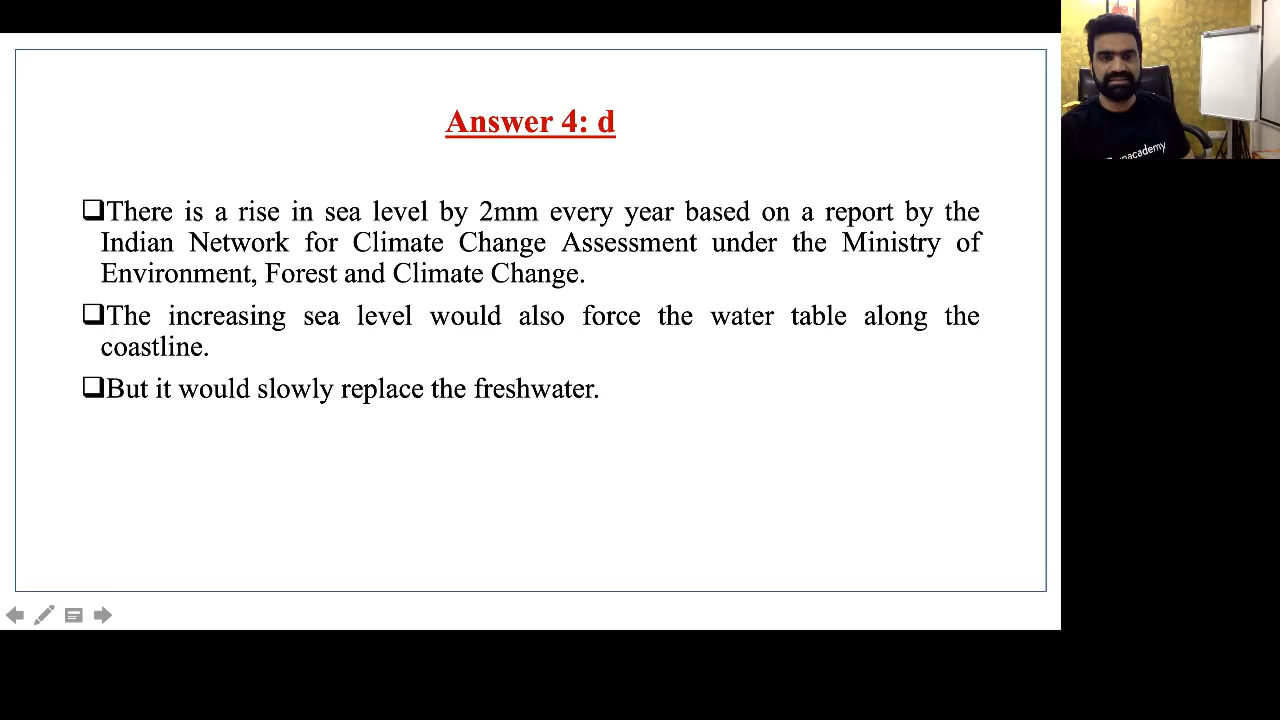 Answer 4: d
❑There is a rise in sea level by 2mm every year based on a report by the
Indian Network for Climate Change Assessment under the Ministry of
Environment, Forest and Climate Change.
❑The increasing sea level would also force the water table along the
coastline.
❑But it would slowly replace the freshwater.